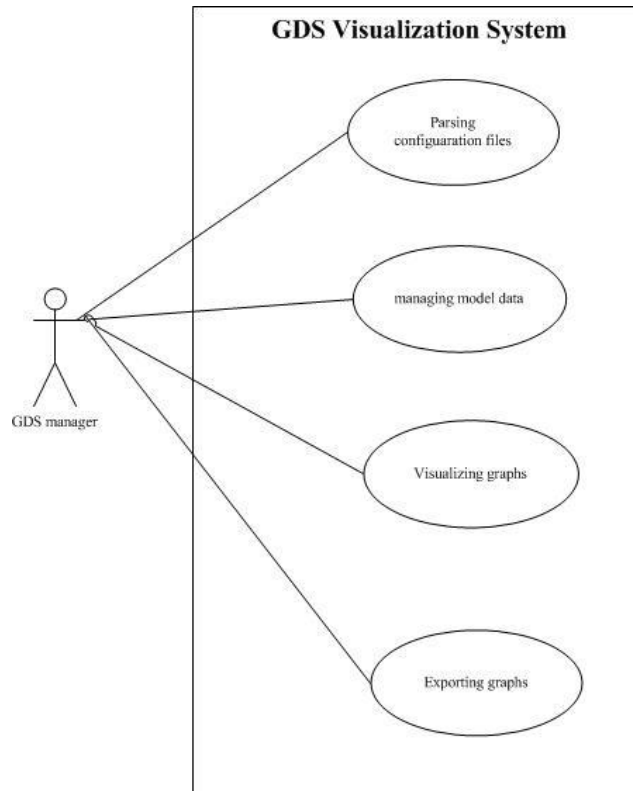 GDS Visualization System
Parsing
configuaration files
managing model data
GDS manager
Visualizing graphs
Exporting graphs